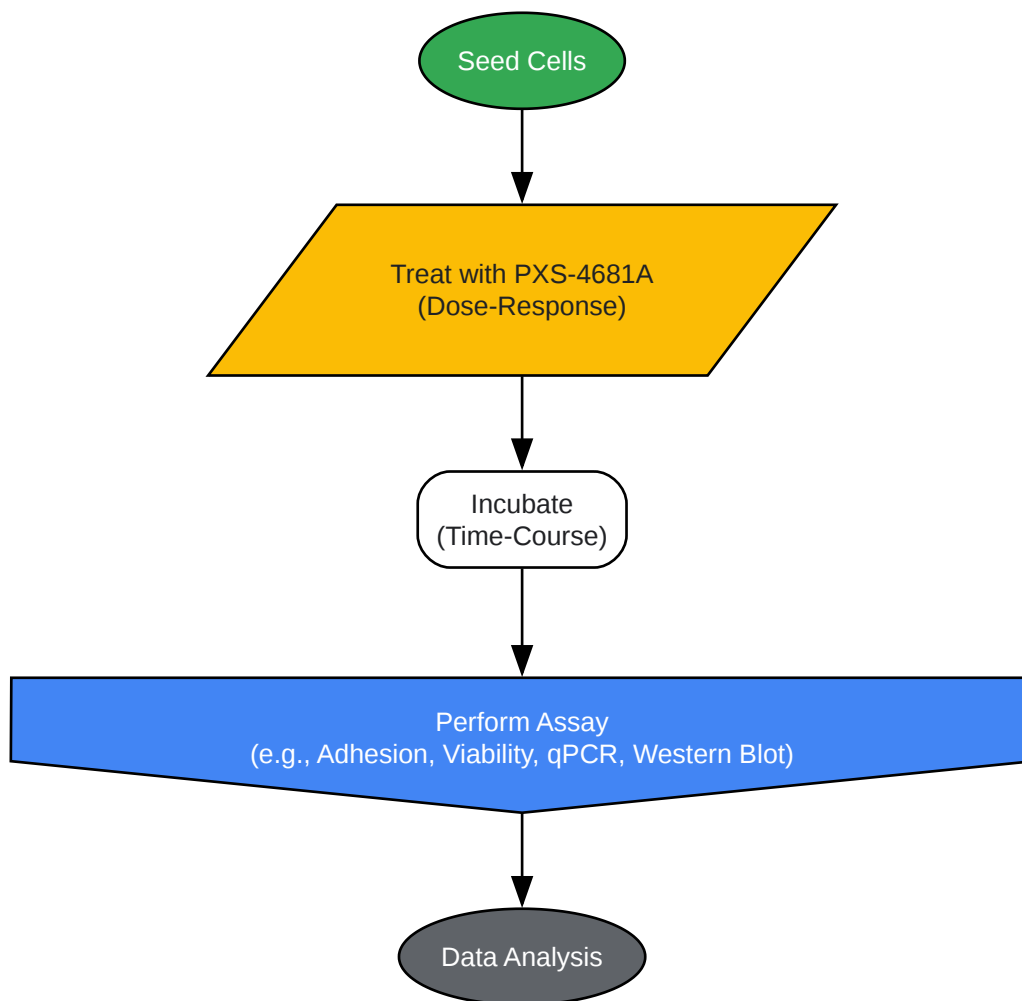 Seed Cells
Treat with PXS-4681A
(Dose-Response)
Incubate
(Time-Course)
Perform Assay
(e.g., Adhesion, Viability, qPCR, Western Blot)
Data Analysis